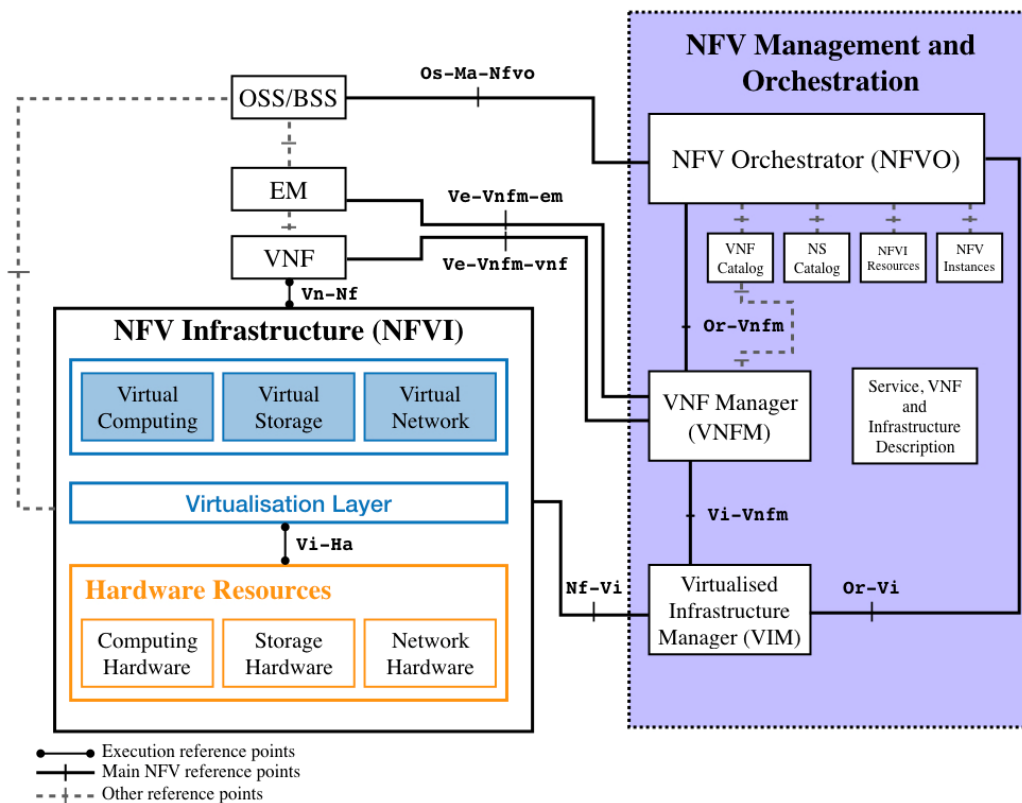 NFV Management and
Orchestration
Os-Ma-Nfvo
OSS/BSS
NFV Orchestrator (NFVO)
EM
Ve-Vnfm-em
VNF
Ve-Vnfm-vnf
VNF
Catalog
NS
Catalog
NFVI
Resources
NFV
Instances
Vn-Nf
NFV Infrastructure (NFVI)
Or-Vnfm
Virtual
Computing
Virtual
Storage
Virtual
Network
VNF Manager
(VNFM)
Service, VNF
and
Infrastructure
Description
Virtualisation Layer
Vi-Vnfm
Vi-Ha
Hardware Resources
Nf-Vi
Virtualised
Infrastructure
Manager (VIM)
Or-Vi
Computing
Hardware
Storage
Hardware
Network
Hardware
Execution reference points
Main NFV reference points
Other reference points